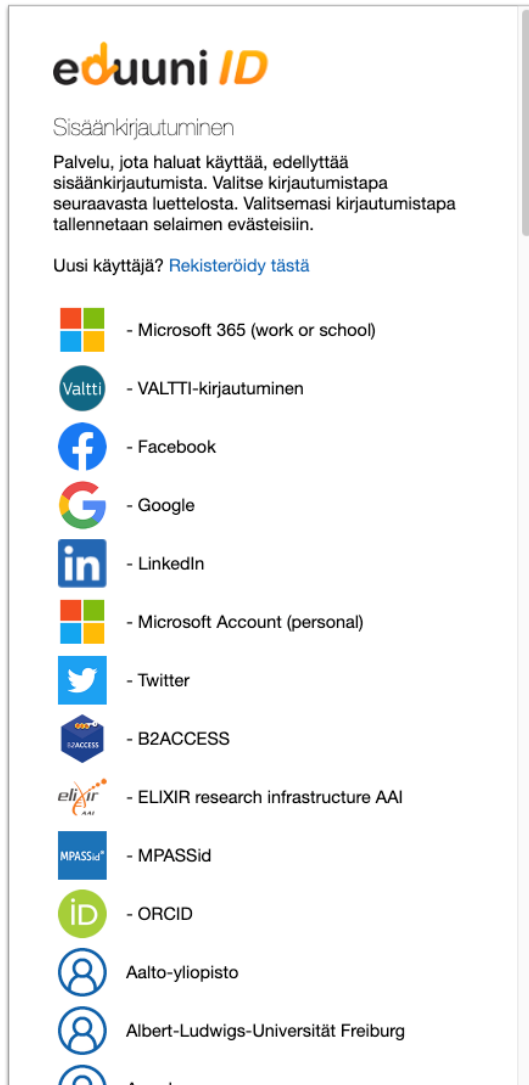 eduuni ID
Sisäänkirjautuminen
Palvelu, jota haluat käyttää, edellyttää
sisäänkirjautumista. Valitse kirjautumistapa
seuraavasta luettelosta. Valitsemasi kirjautumistapa
tallennetaan selaimen evästeisiin.
Uusi käyttäjä? Rekisteröidy tästä
- Microsoft 365 (work or school)
Valtti - VALTTI-kirjautuminen
- Facebook
- Google
in - LinkedIn
- Microsoft Account (personal)
- Twitter
B2ACCESS - B2ACCESS
elixir AAI - ELIXIR research infrastructure AAI
MPASSid - MPASSid
iD - ORCID
Aalto-yliopisto
Albert-Ludwigs-Universität Freiburg